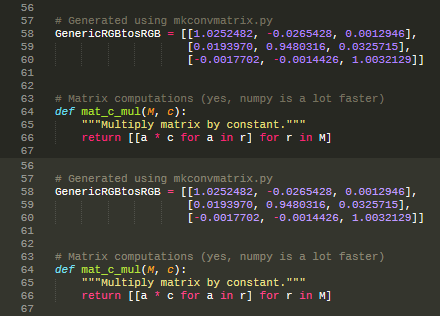 56
57 # Generated using mkconvmatrix.py
58 GenericRGBtosRGB = [[1.0252482, -0.0265428, 0.0012946],
59 [0.0193970, 0.9480316, 0.0325715],
60 [-0.0017702, -0.0014426, 1.0032129]]
61
62
63 # Matrix computations (yes, numpy is a lot faster)
64 def mat_c_mul(M, c):
65 """Multiply matrix by constant."""
66 return [[a * c for a in r] for r in M]
67
56
57 # Generated using mkconvmatrix.py
58 GenericRGBtosRGB = [[1.0252482, -0.0265428, 0.0012946],
59 [0.0193970, 0.9480316, 0.0325715],
60 [-0.0017702, -0.0014426, 1.0032129]]
61
62
63 # Matrix computations (yes, numpy is a lot faster)
64 def mat_c_mul(M, c):
65 """Multiply matrix by constant."""
66 return [[a * c for a in r] for r in M]
67